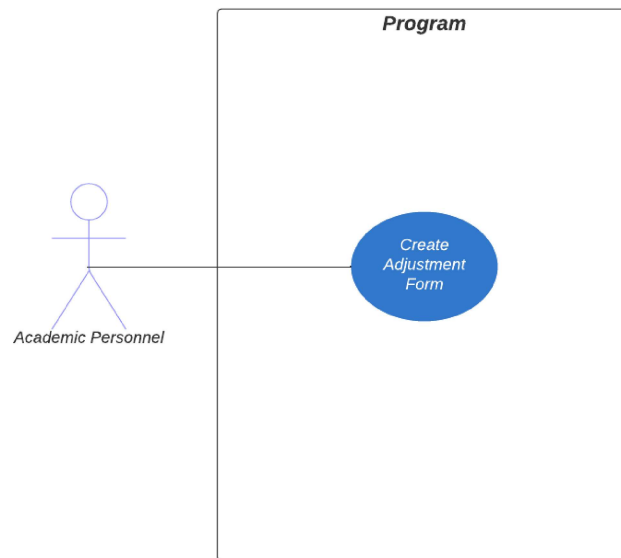 Program
Create
Adjustment
Form
Academic Personnel